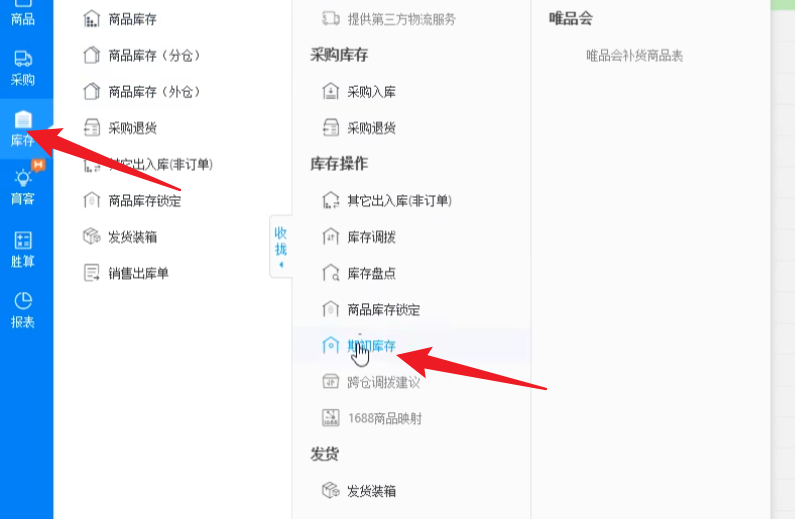 商品
采购
库存
育客
胜算
报表
商品库存
商品库存（分仓）
商品库存（外仓）
采购退货
其它出入库(非订单)
商品库存锁定
发货装箱
销售出库单
收拢
提供第三方物流服务
采购库存
采购入库
采购退货
库存操作
其它出入库(非订单)
库存调拨
库存盘点
商品库存锁定
期初库存
跨仓调拨建议
1688商品映射
发货
发货装箱
唯品会
唯品会补货商品表